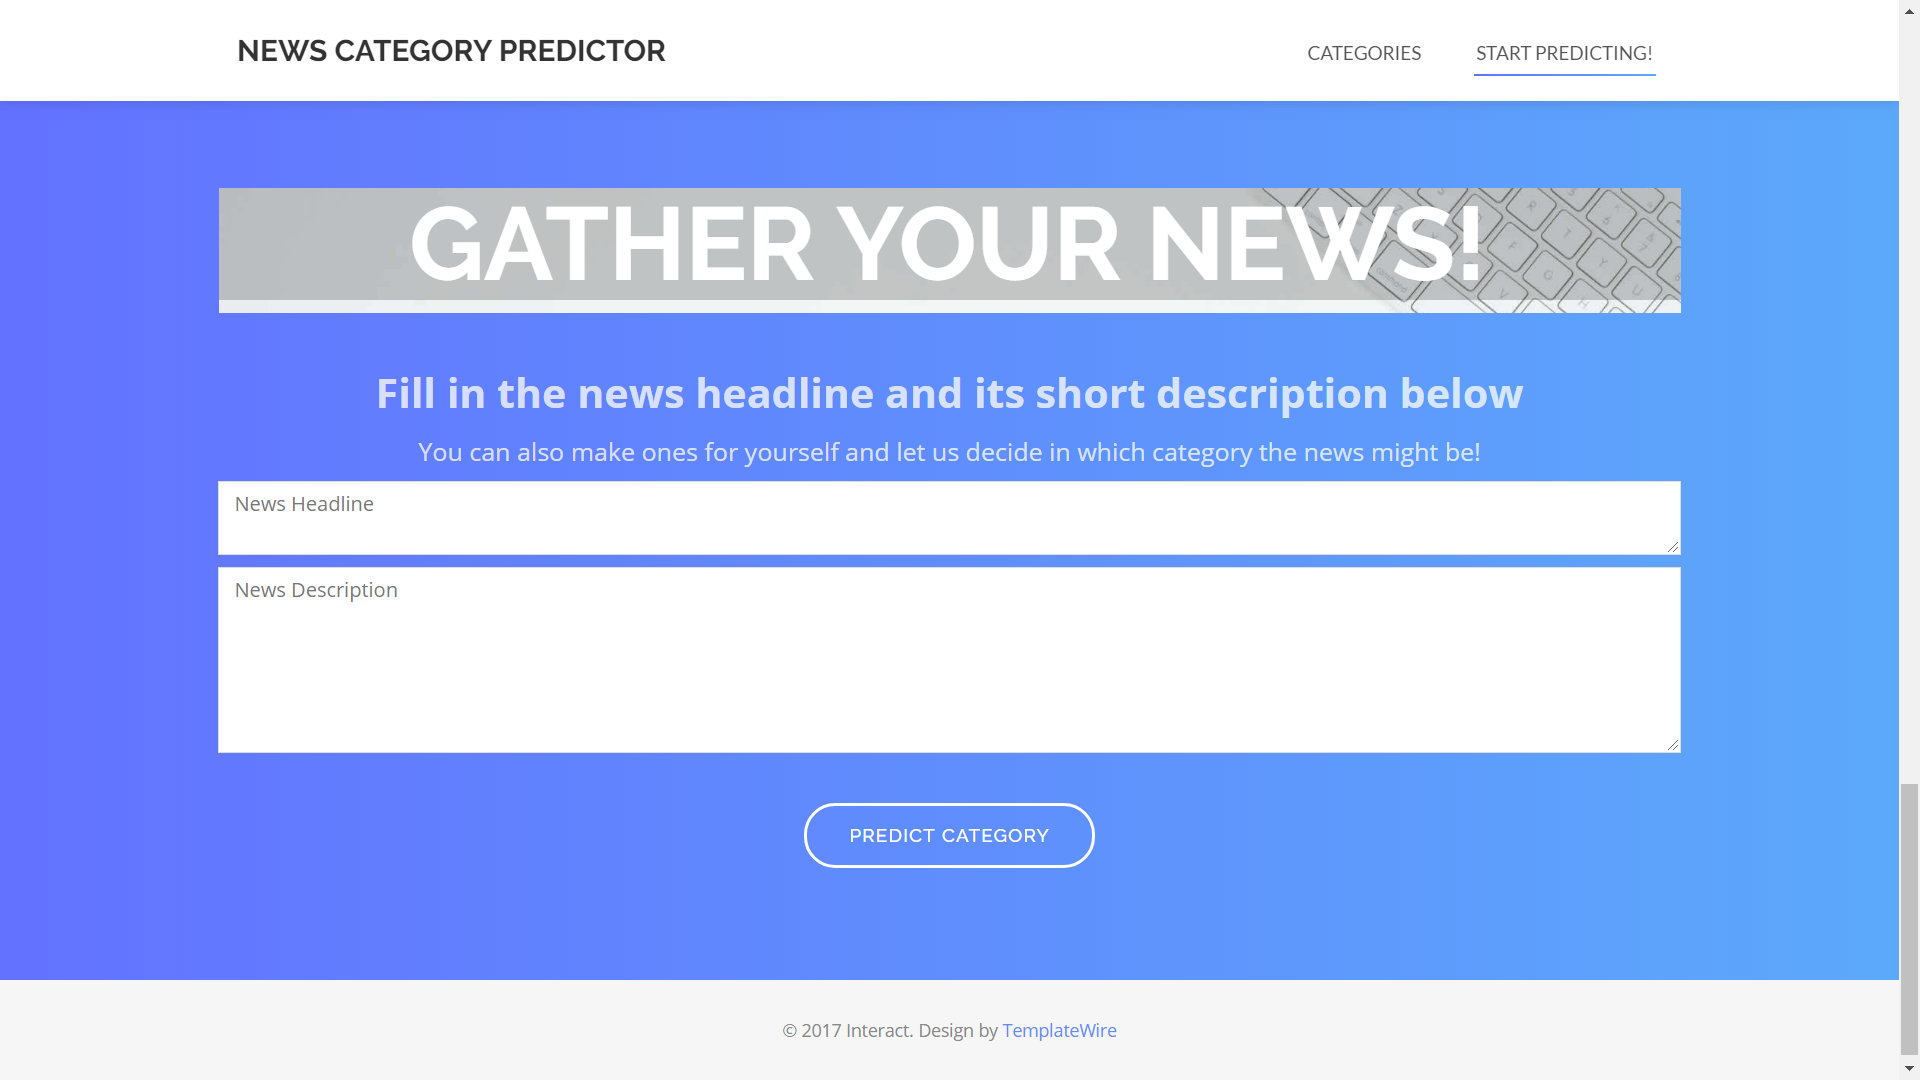 NEWS CATEGORY PREDICTOR
CATEGORIES
START PREDICTING!
GATHER YOUR NEWS!
Fill in the news headline and its short description below
You can also make ones for yourself and let us decide in which category the news might be!
News Headline
News Description
PREDICT CATEGORY
© 2017 Interact. Design by TemplateWire